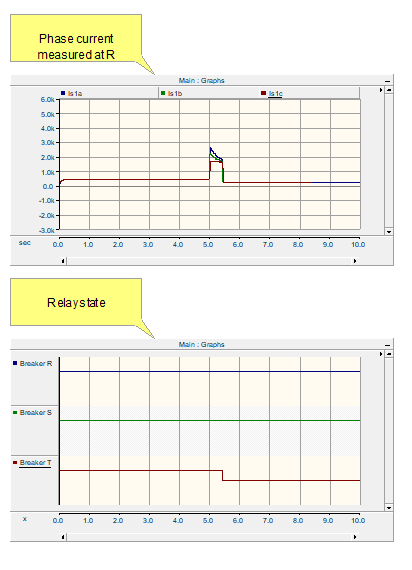 Phase current
measured at R
Main : Graphs
Is1a Is1b Is1c
6.0k
5.0k
4.0k
3.0k
2.0k
1.0k
0.0
-1.0k
-2.0k
-3.0k
sec 0.0 1.0 2.0 3.0 4.0 5.0 6.0 7.0 8.0 9.0 10.0
Relay state
Main : Graphs
Breaker R
Breaker S
Breaker T
x 0.0 1.0 2.0 3.0 4.0 5.0 6.0 7.0 8.0 9.0 10.0